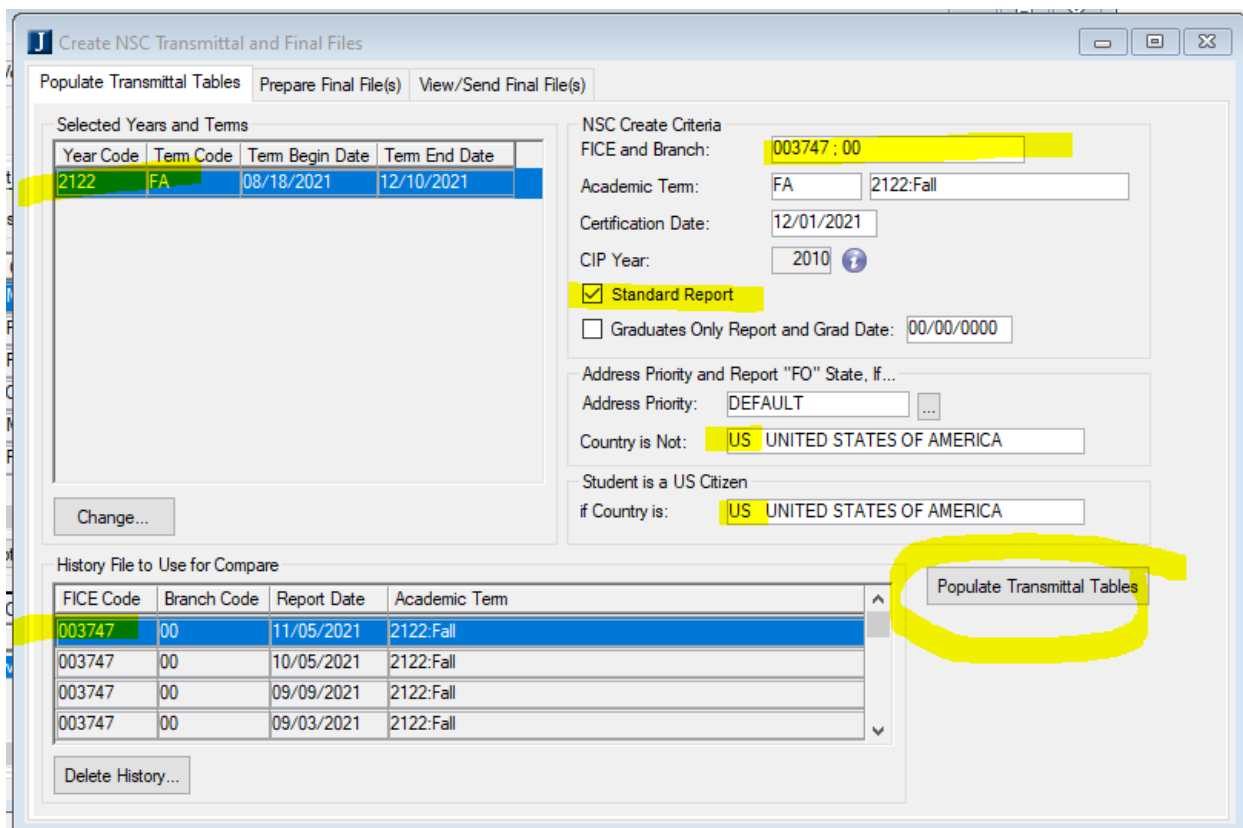 J Create NSC Transmittal and Final Files
Populate Transmittal Tables Prepare Final File(s) View/Send Final File(s)
Selected Years and Terms
Year Code Term Code Term Begin Date Term End Date
2122 FA 08/18/2021 12/10/2021
Change...
NSC Create Criteria
FICE and Branch: 003747 ; 00
Academic Term: FA 2122:Fall
Certification Date: 12/01/2021
CIP Year: 2010 i
Standard Report
Graduates Only Report and Grad Date: 00/00/0000
Address Priority and Report "FO" State, If...
Address Priority: DEFAULT ...
Country is Not: US UNITED STATES OF AMERICA
Student is a US Citizen
if Country is: US UNITED STATES OF AMERICA
History File to Use for Compare
FICE Code Branch Code Report Date Academic Term
003747 00 11/05/2021 2122:Fall
003747 00 10/05/2021 2122:Fall
003747 00 09/09/2021 2122:Fall
003747 00 09/03/2021 2122:Fall
Delete History...
Populate Transmittal Tables